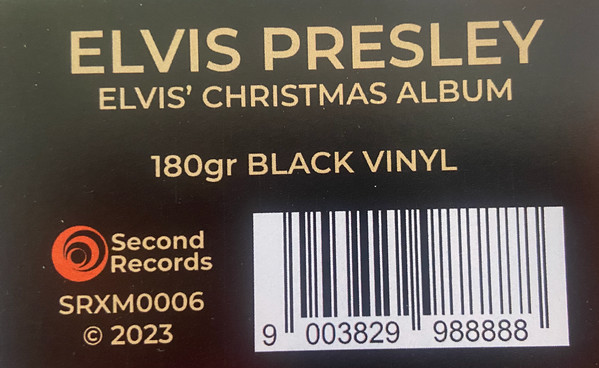 ELVIS PRESLEY
ELVIS’ CHRISTMAS ALBUM
180gr BLACK VINYL
Second
Records
SRXM0006
© 2023
9 003829 988888